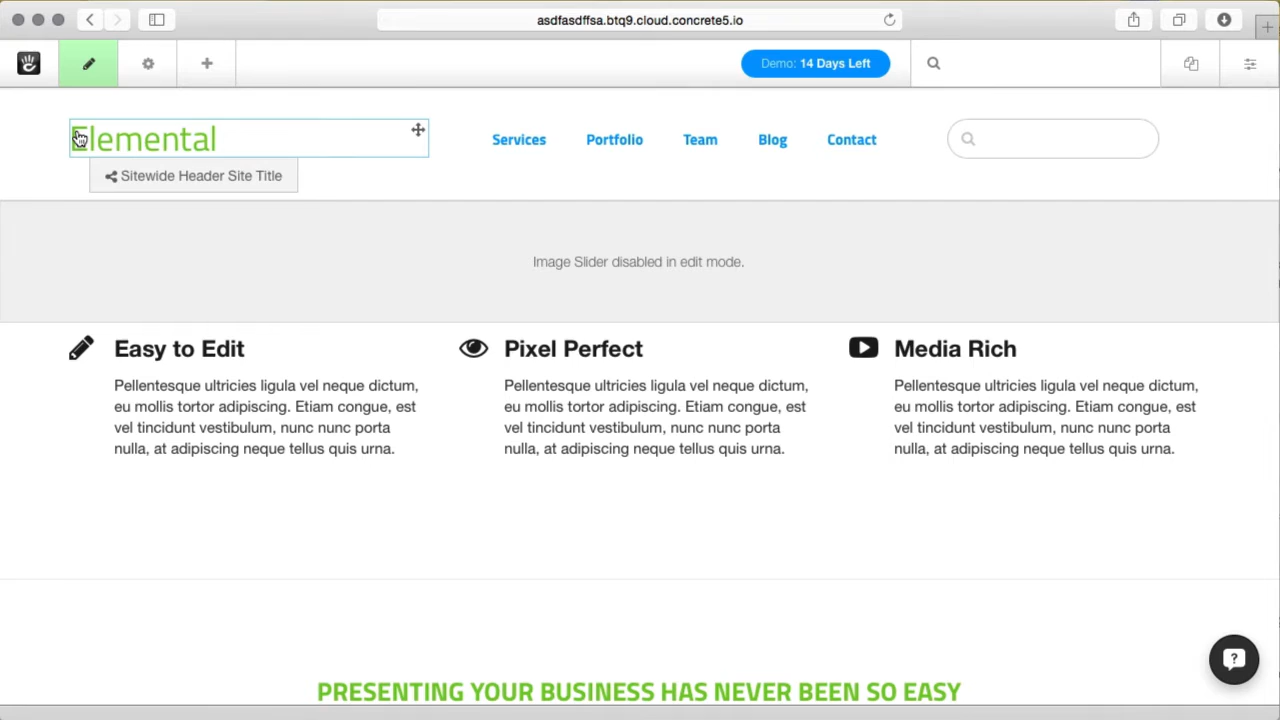 asdfasdffsa.btq9.cloud.concrete5.io
Demo: 14 Days Left
Elemental
Services Portfolio Team Blog Contact
Sitewide Header Site Title
Image Slider disabled in edit mode.
Easy to Edit
Pellentesque ultricies ligula vel neque dictum,
eu mollis tortor adipiscing. Etiam congue, est
vel tincidunt vestibulum, nunc nunc porta
nulla, at adipiscing neque tellus quis urna.
Pixel Perfect
Pellentesque ultricies ligula vel neque dictum,
eu mollis tortor adipiscing. Etiam congue, est
vel tincidunt vestibulum, nunc nunc porta
nulla, at adipiscing neque tellus quis urna.
Media Rich
Pellentesque ultricies ligula vel neque dictum,
eu mollis tortor adipiscing. Etiam congue, est
vel tincidunt vestibulum, nunc nunc porta
nulla, at adipiscing neque tellus quis urna.
PRESENTING YOUR BUSINESS HAS NEVER BEEN SO EASY